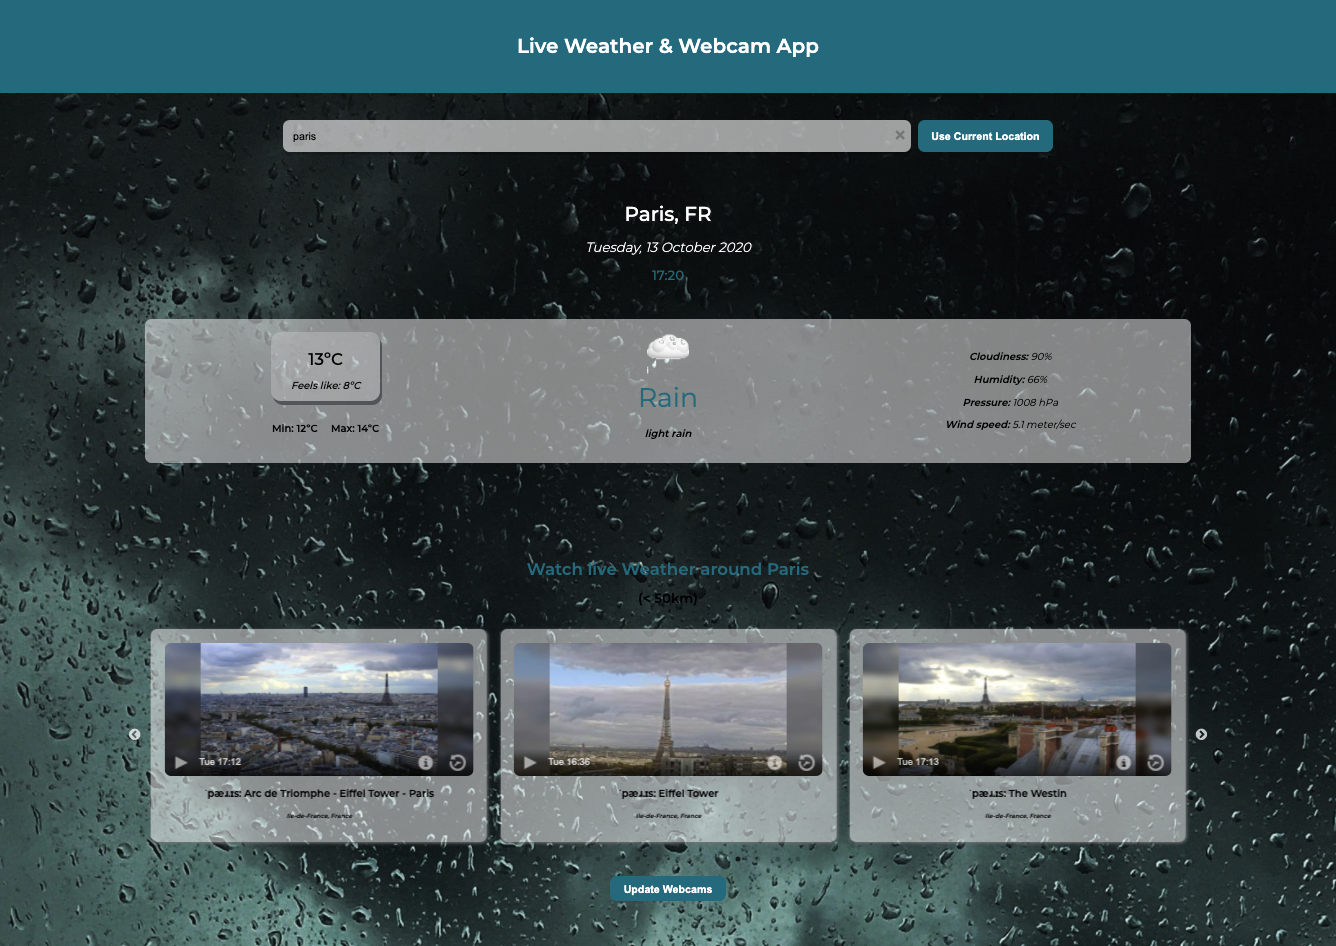 Live Weather & Webcam App
paris ×
Use Current Location
Paris, FR
Tuesday, 13 October 2020
17:20
13°C
Feels like: 8°C
Min: 12°C Max: 14°C
Rain
light rain
Cloudiness: 90%
Humidity: 66%
Pressure: 1008 hPa
Wind speed: 5.1 meter/sec
Watch live Weather around Paris
(< 50km)
Tue 17:12
ˈpæɹɪs: Arc de Triomphe - Eiffel Tower - Paris
Ile-de-France, France
Tue 16:36
ˈpæɹɪs: Eiffel Tower
Ile-de-France, France
Tue 17:13
ˈpæɹɪs: The Westin
Ile-de-France, France
Update Webcams